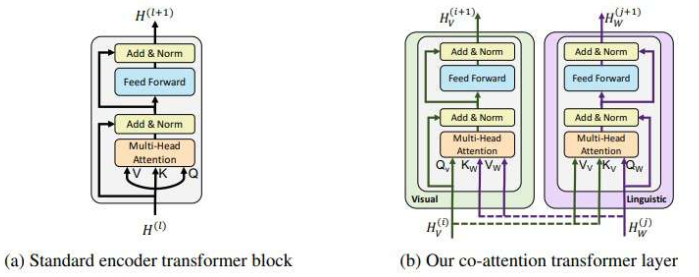 H^(l+1)
Add & Norm
Feed Forward
Add & Norm
Multi-Head
Attention
V K Q
H^(l)
(a) Standard encoder transformer block
H_V^(i+1)
Add & Norm
Feed Forward
Add & Norm
Multi-Head
Attention
Q_V K_W V_W
Visual
H_V^(i)
H_W^(j+1)
Add & Norm
Feed Forward
Add & Norm
Multi-Head
Attention
V_V K_V Q_W
Linguistic
H_W^(j)
(b) Our co-attention transformer layer